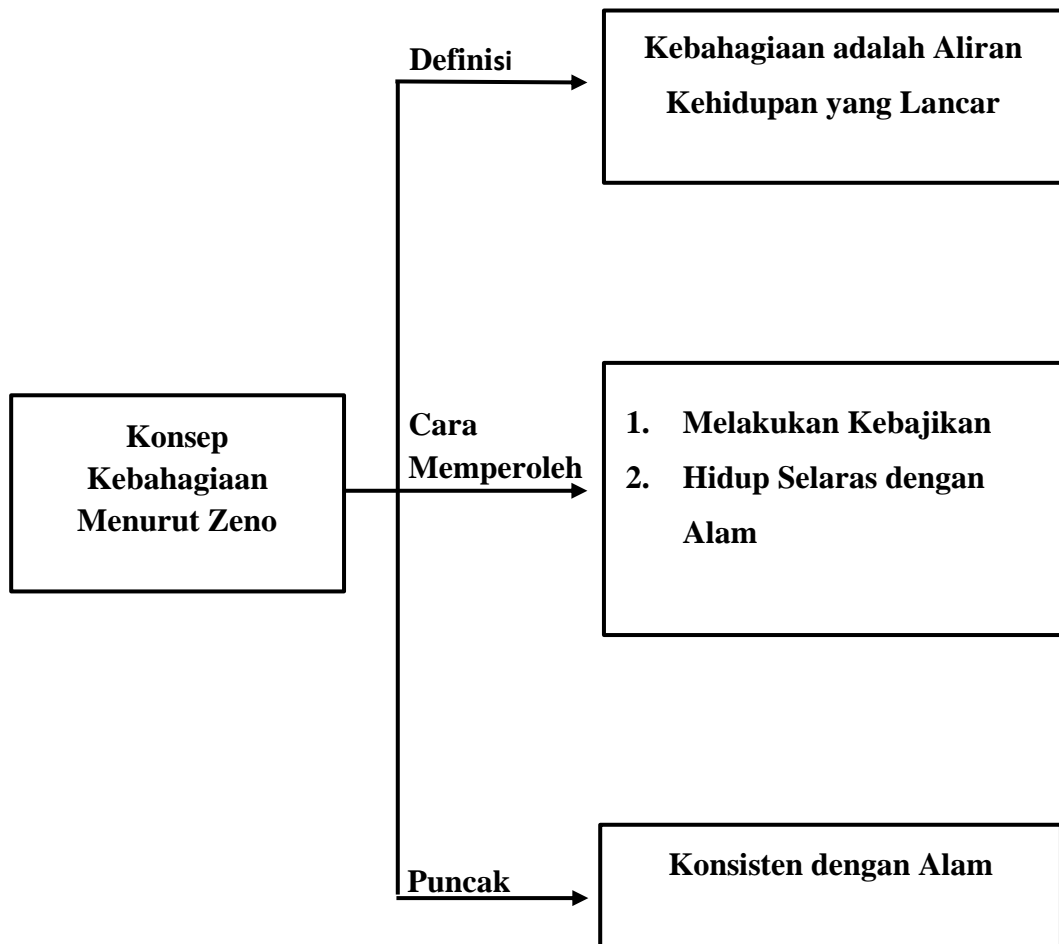 Konsep
Kebahagiaan
Menurut Zeno
Definisi
Kebahagiaan adalah Aliran
Kehidupan yang Lancar
Cara
Memperoleh
1. Melakukan Kebajikan
2. Hidup Selaras dengan
Alam
Puncak
Konsisten dengan Alam